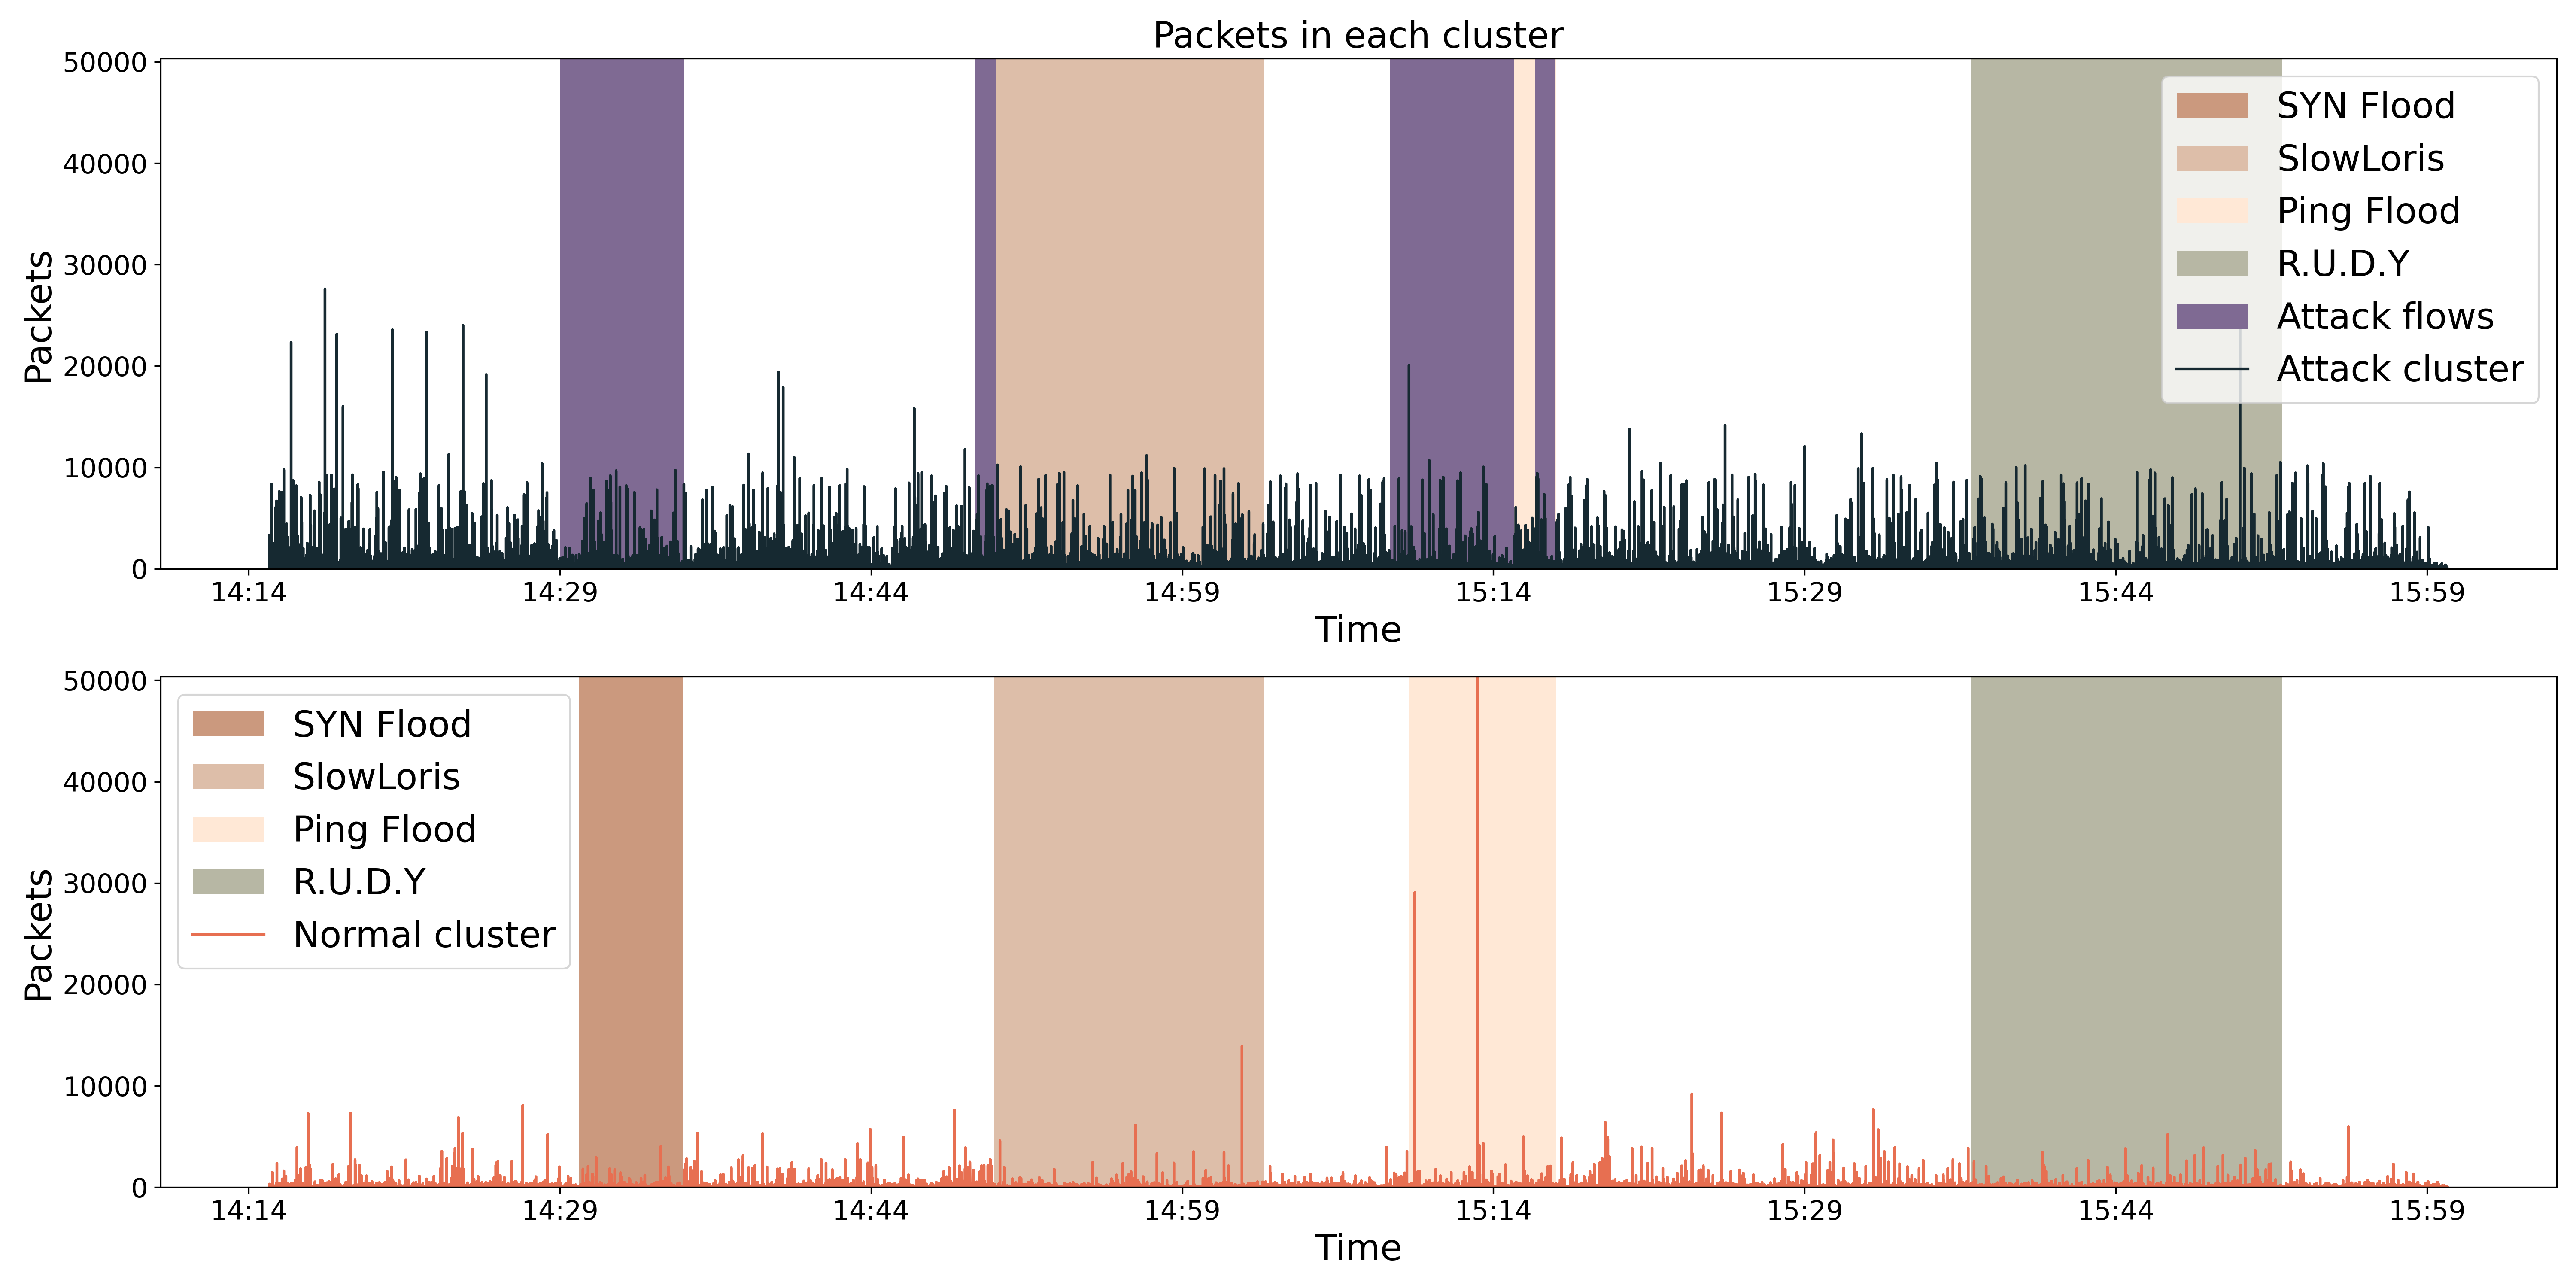 Packets in each cluster
50000
40000
30000
20000
10000
0
Packets
SYN Flood
SlowLoris
Ping Flood
R.U.D.Y
Attack flows
Attack cluster
14:14 14:29 14:44 14:59 15:14 15:29 15:44 15:59
Time
50000
40000
30000
20000
10000
0
Packets
SYN Flood
SlowLoris
Ping Flood
R.U.D.Y
Normal cluster
14:14 14:29 14:44 14:59 15:14 15:29 15:44 15:59
Time